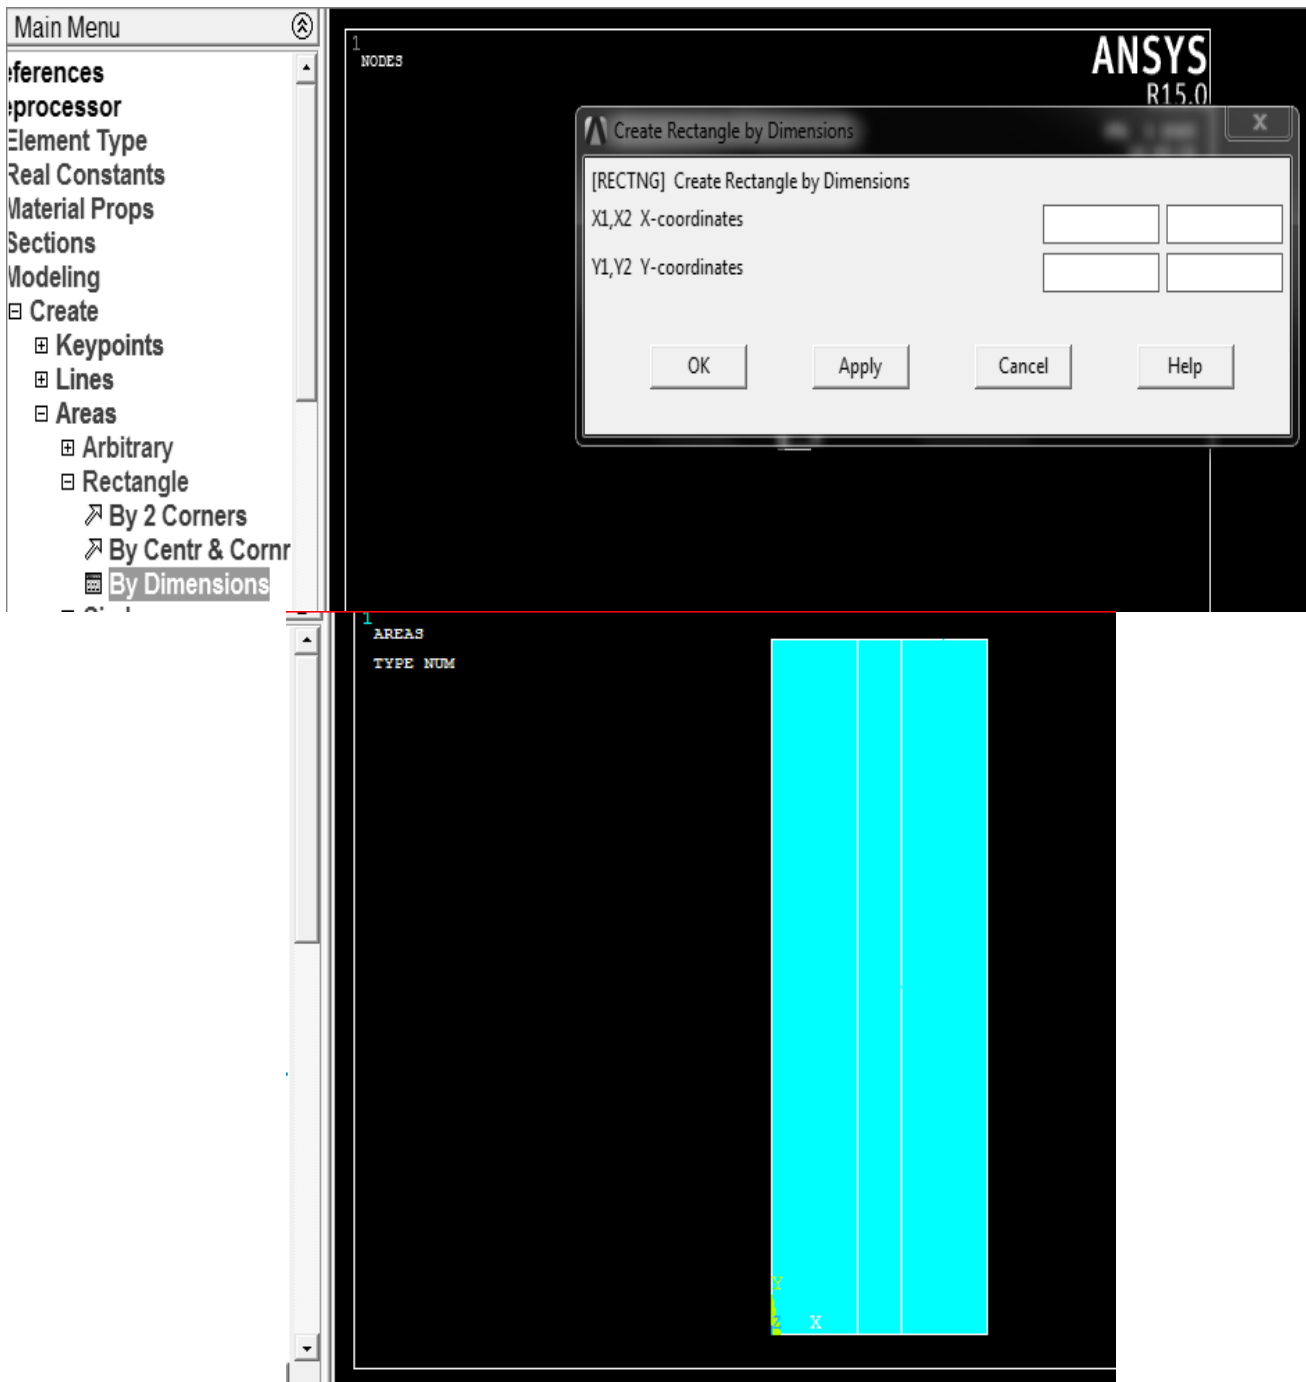 Main Menu
eferences
eprocessor
Element Type
Real Constants
Material Props
Sections
Modeling
Create
Keypoints
Lines
Areas
Arbitrary
Rectangle
By 2 Corners
By Centr & Cornr
By Dimensions
1
NODES
ANSYS
R15.0
Create Rectangle by Dimensions
X
[RECTNG] Create Rectangle by Dimensions
X1,X2 X-coordinates
Y1,Y2 Y-coordinates
OK
Apply
Cancel
Help
1
AREAS
TYPE NUM
Y
Z
X